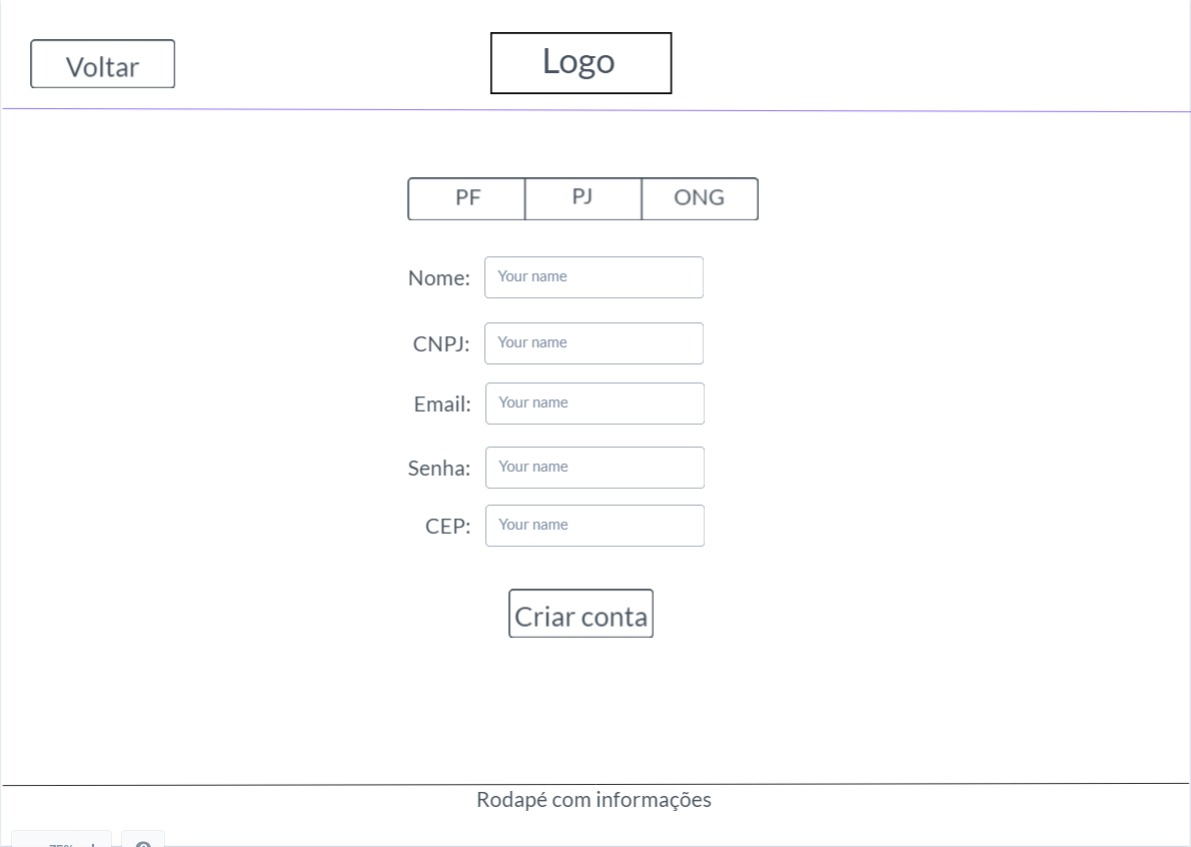 Voltar
Logo
PF PJ ONG
Nome: Your name
CNPJ: Your name
Email: Your name
Senha: Your name
CEP: Your name
Criar conta
Rodapé com informações